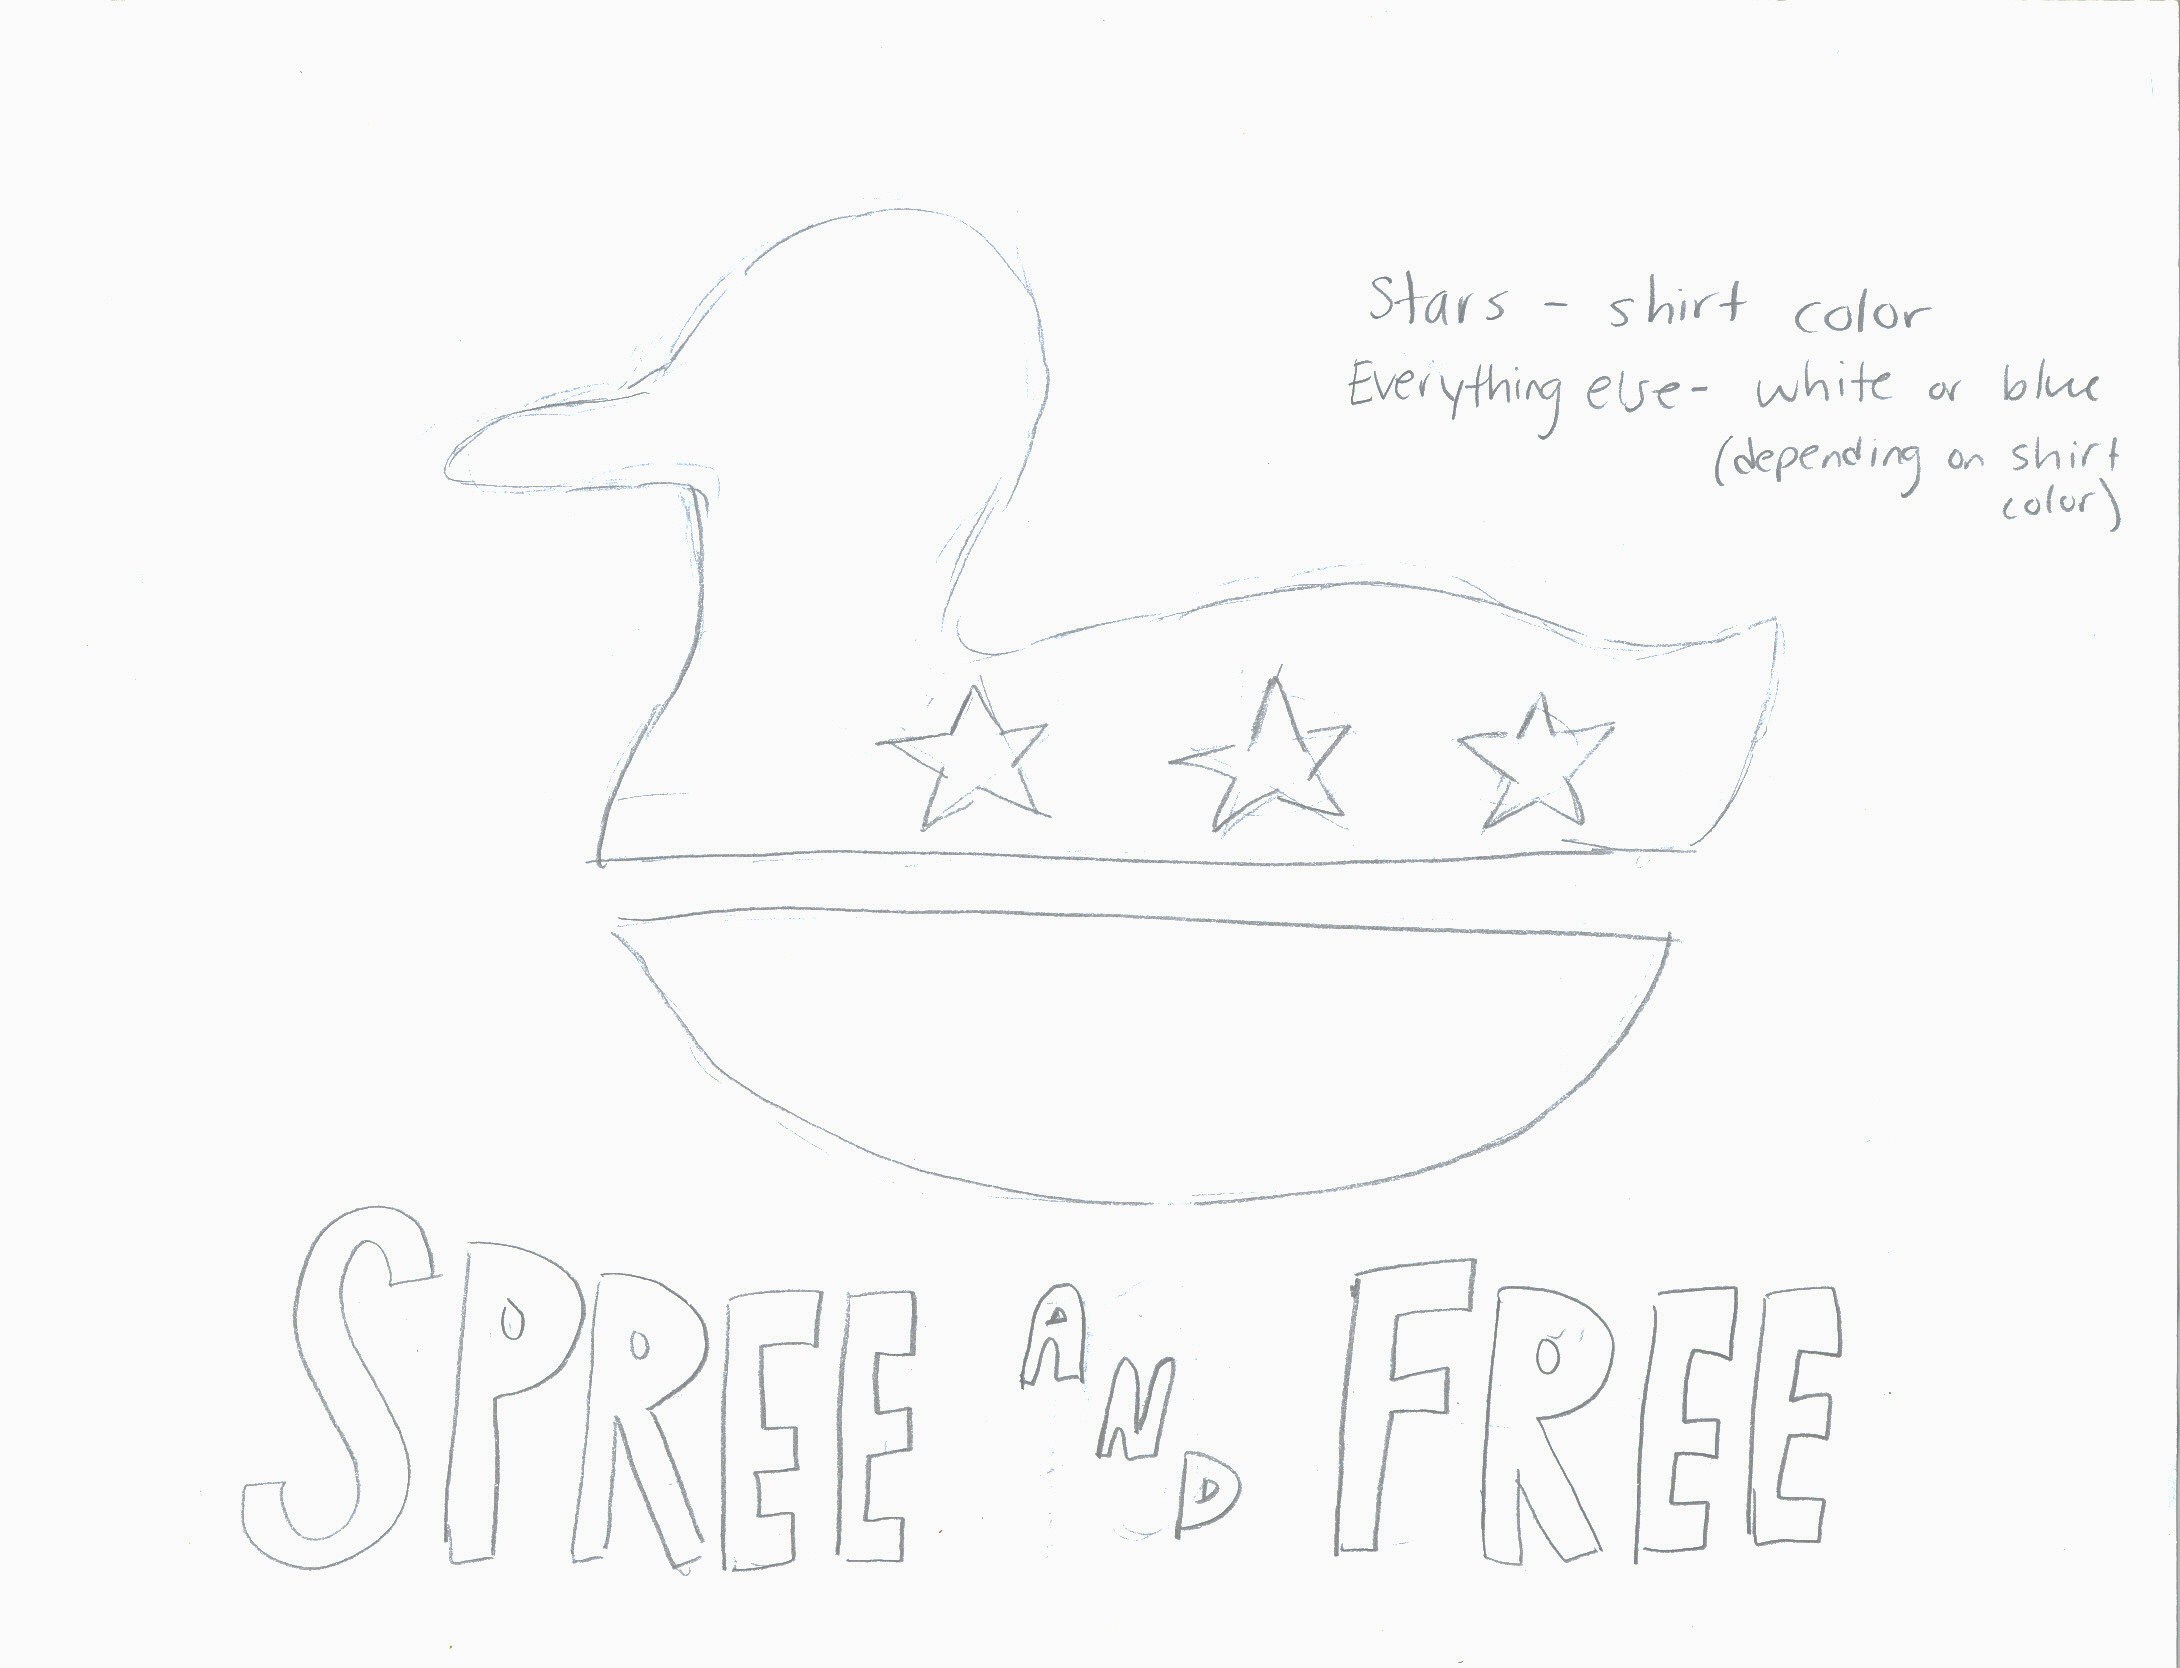 Stars - shirt color
Everything else- white or blue
(depending on shirt
color)
SPREE AND FREE